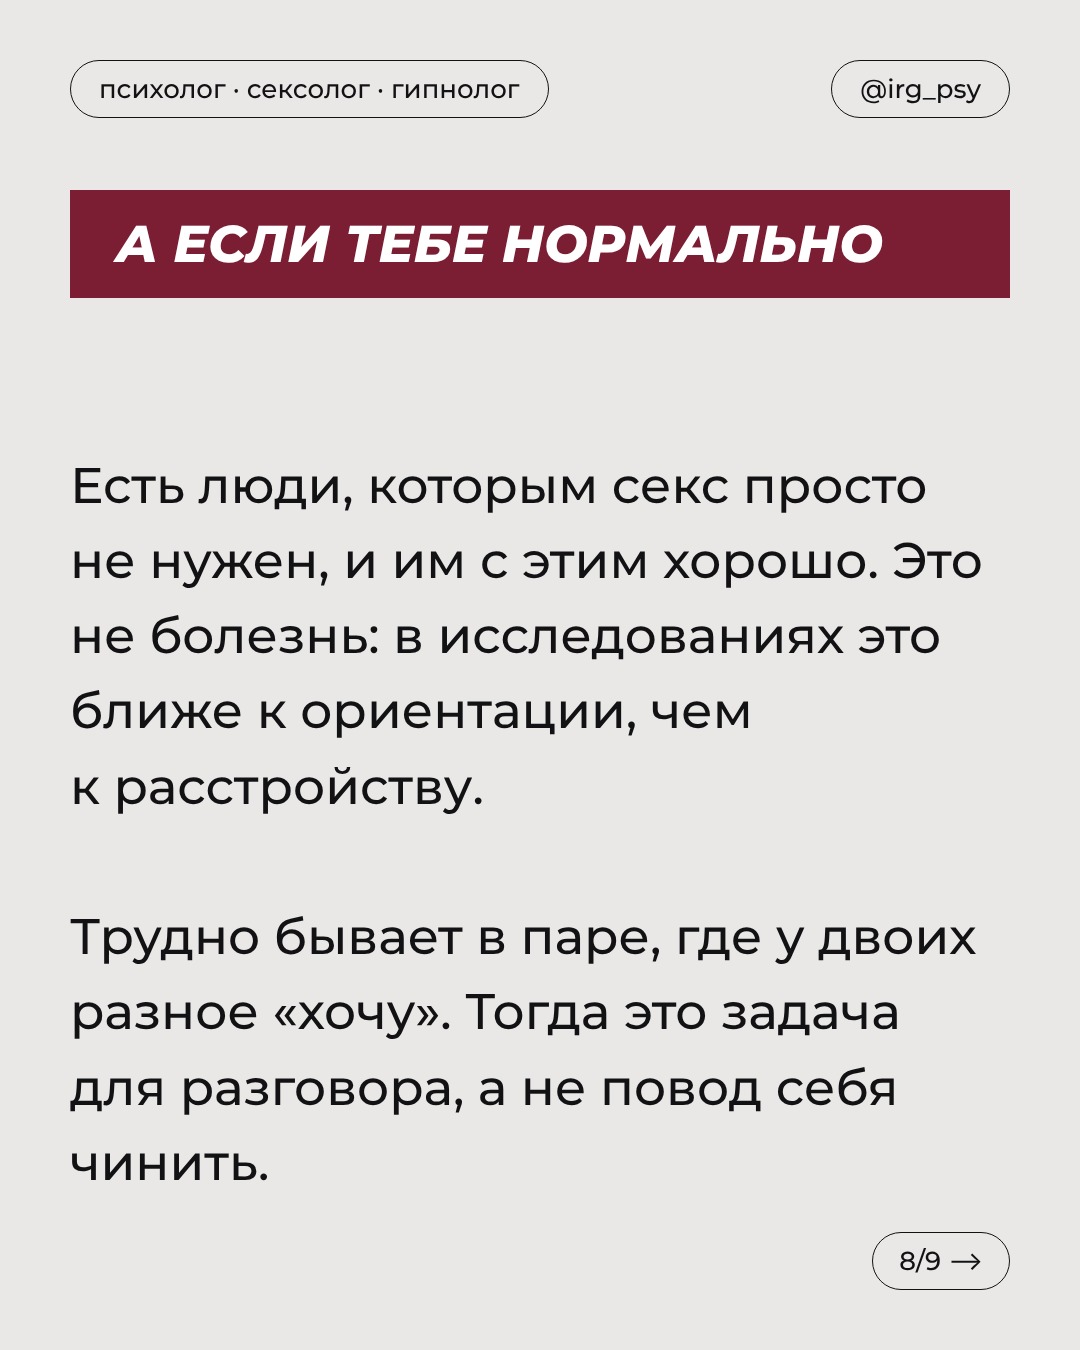 психолог · сексолог · гипнолог
@irg_psy
А ЕСЛИ ТЕБЕ НОРМАЛЬНО
Есть люди, которым секс просто
не нужен, и им с этим хорошо. Это
не болезнь: в исследованиях это
ближе к ориентации, чем
к расстройству.
Трудно бывает в паре, где у двоих
разное «хочу». Тогда это задача
для разговора, а не повод себя
чинить.
8/9 →